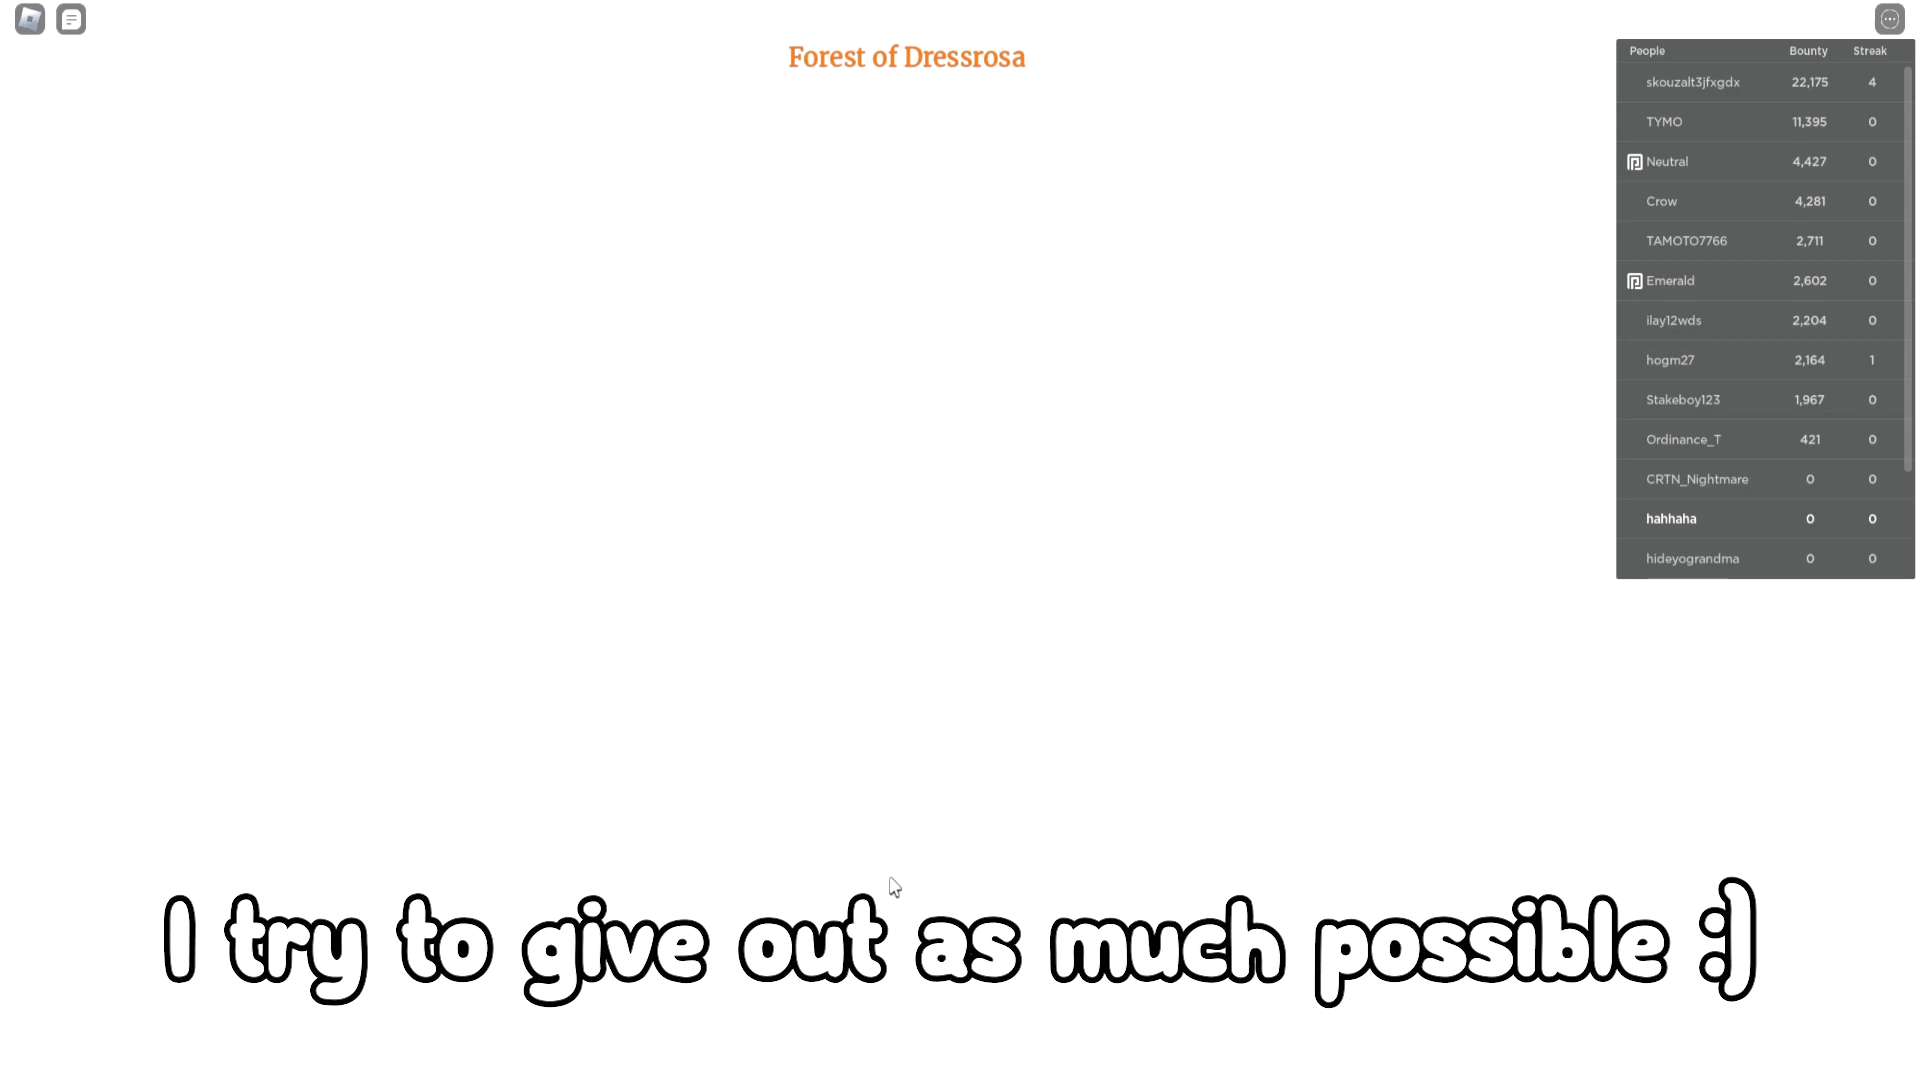 Forest of Dressrosa
People Bounty Streak
skouzalt3jfxgdx 22,175 4
TYMO 11,395 0
Neutral 4,427 0
Crow 4,281 0
TAMOTO7766 2,711 0
Emerald 2,602 0
ilay12wds 2,204 0
hogm27 2,164 1
Stakeboy123 1,967 0
Ordinance_T 421 0
CRTN_Nightmare 0 0
hahhaha 0 0
hideyograndma 0 0
I try to give out as much possible :)